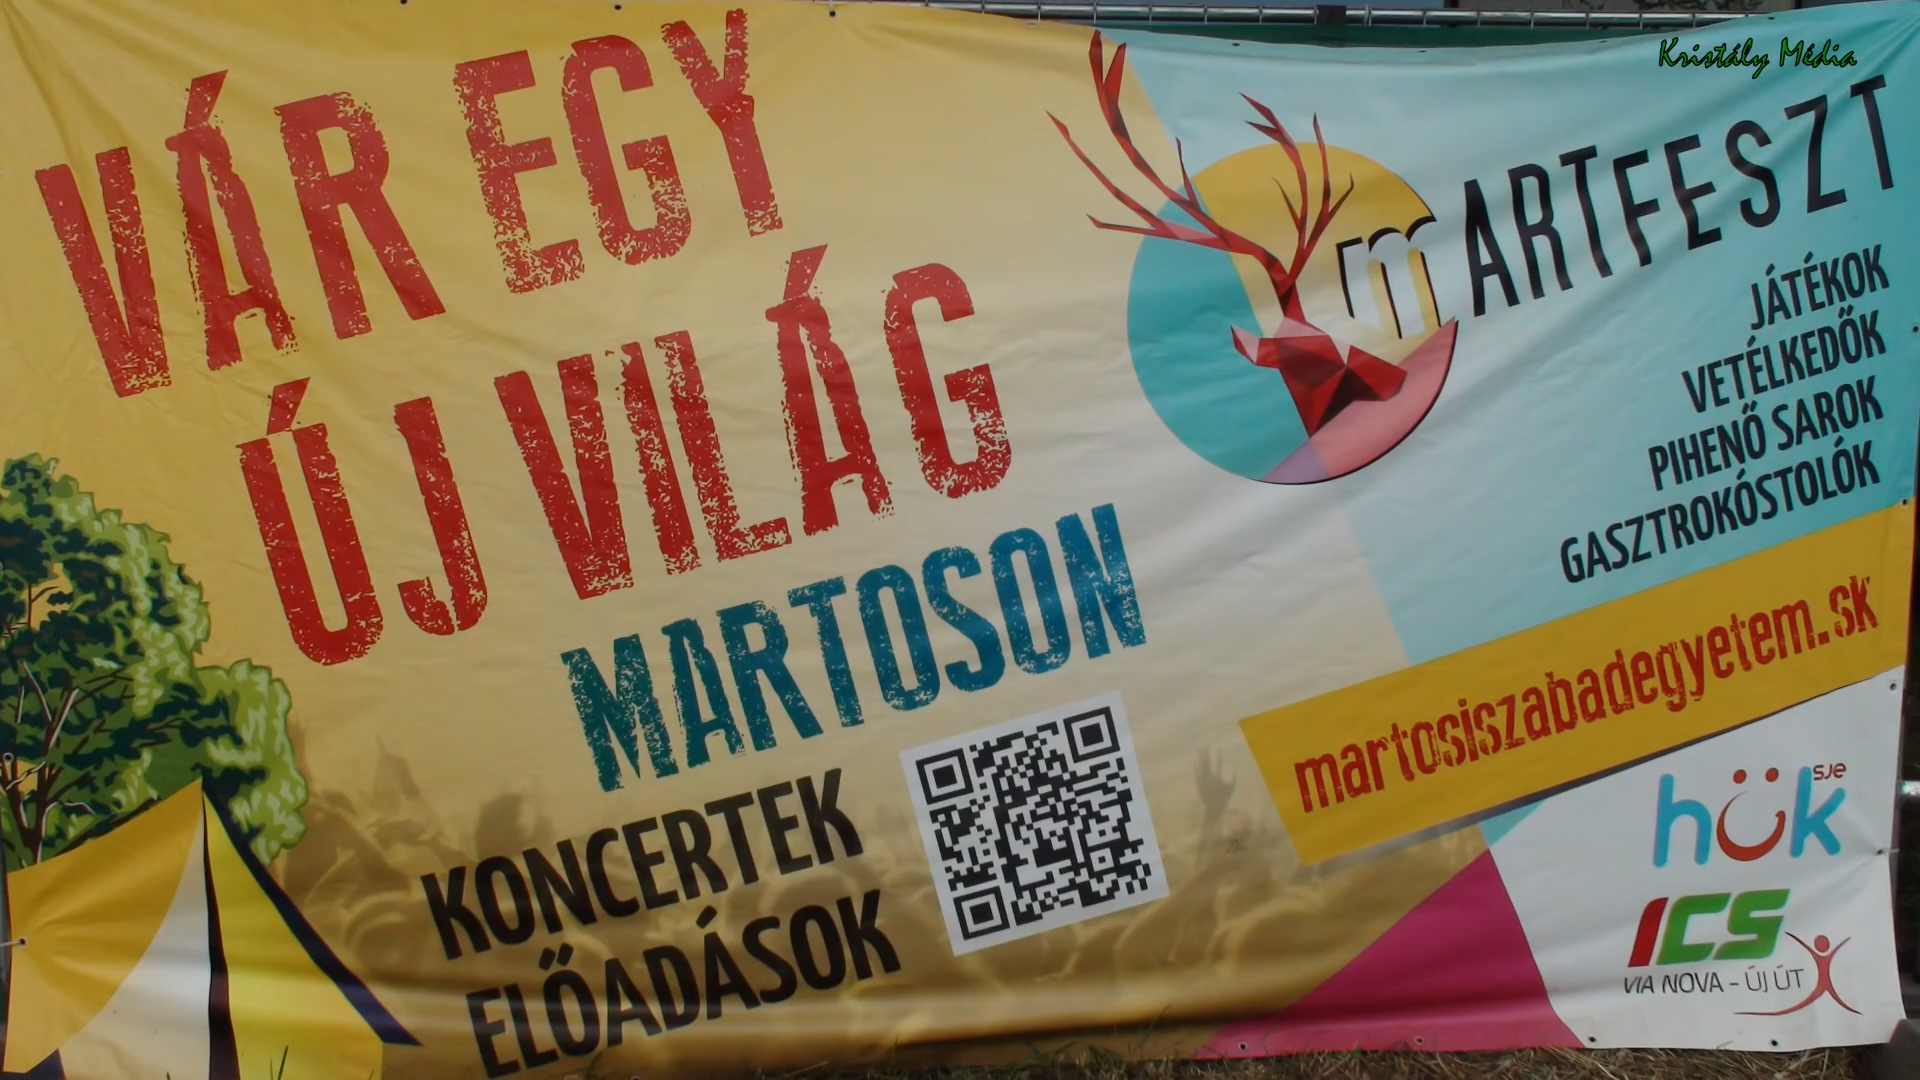 Kristály Média
VÁR EGY
ÚJ VILÁG
MARTOSON
KONCERTEK
ELŐADÁSOK
mARTFESZT
JÁTÉKOK
VETÉLKEDŐK
PIHENŐ SAROK
GASZTROKÓSTOLÓK
martosiszabadegyetem.sk
hük sje
ICS
VIA NOVA - ÚJ ÚT